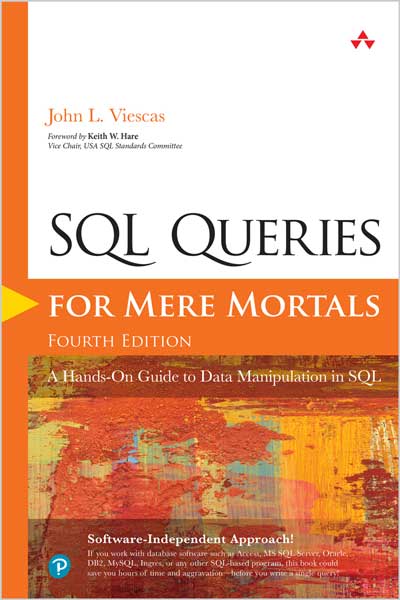 John L. Viescas
Foreword by Keith W. Hare
Vice Chair, USA SQL Standards Committee
SQL Queries
for Mere Mortals
Fourth Edition
A Hands-On Guide to Data Manipulation in SQL
Software-Independent Approach!
If you work with database software such as Access, MS SQL Server, Oracle,
DB2, MySQL, Ingres, or any other SQL-based program, this book could
save you hours of time and aggravation—before you write a single query!
P